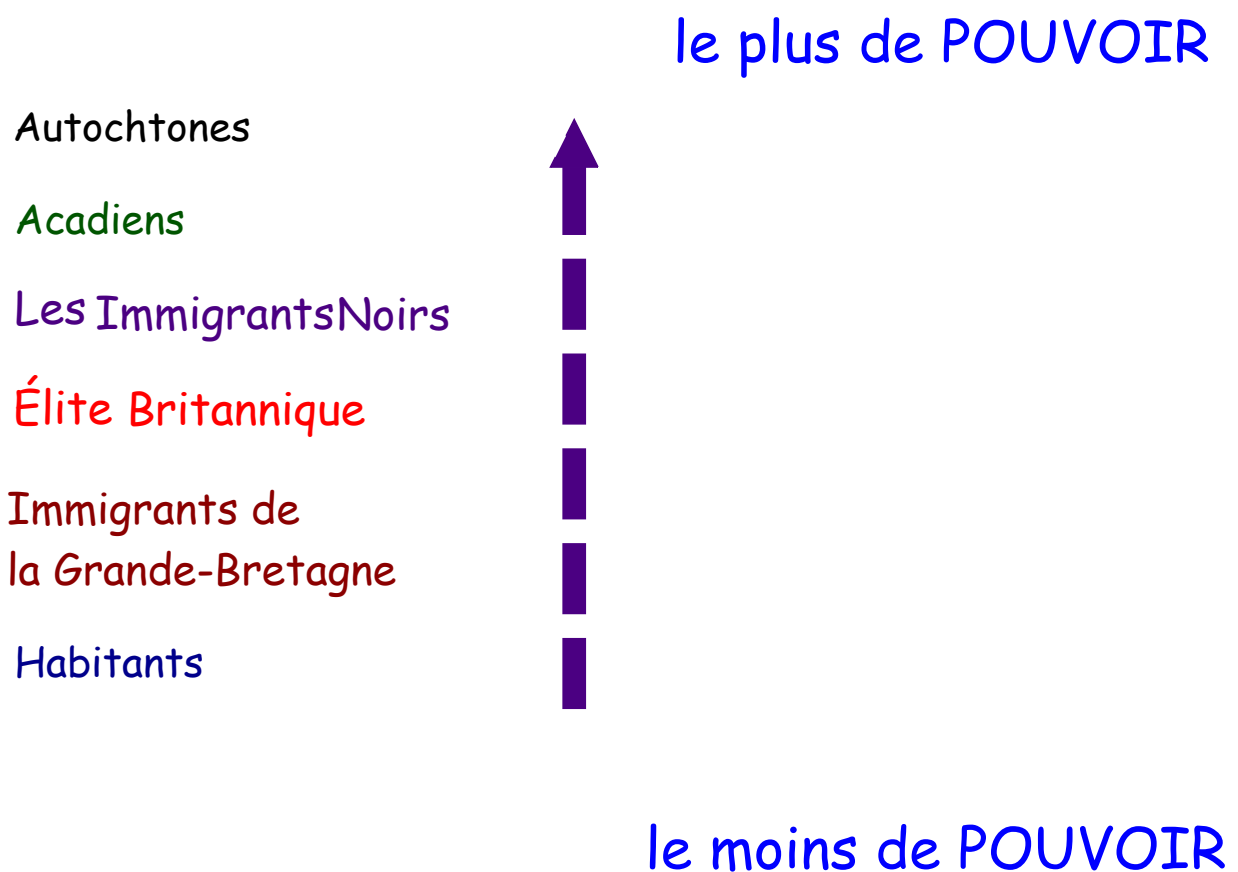 le plus de POUVOIR
Autochtones
Acadiens
Les ImmigrantsNoirs
Élite Britannique
Immigrants de
la Grande-Bretagne
Habitants
le moins de POUVOIR